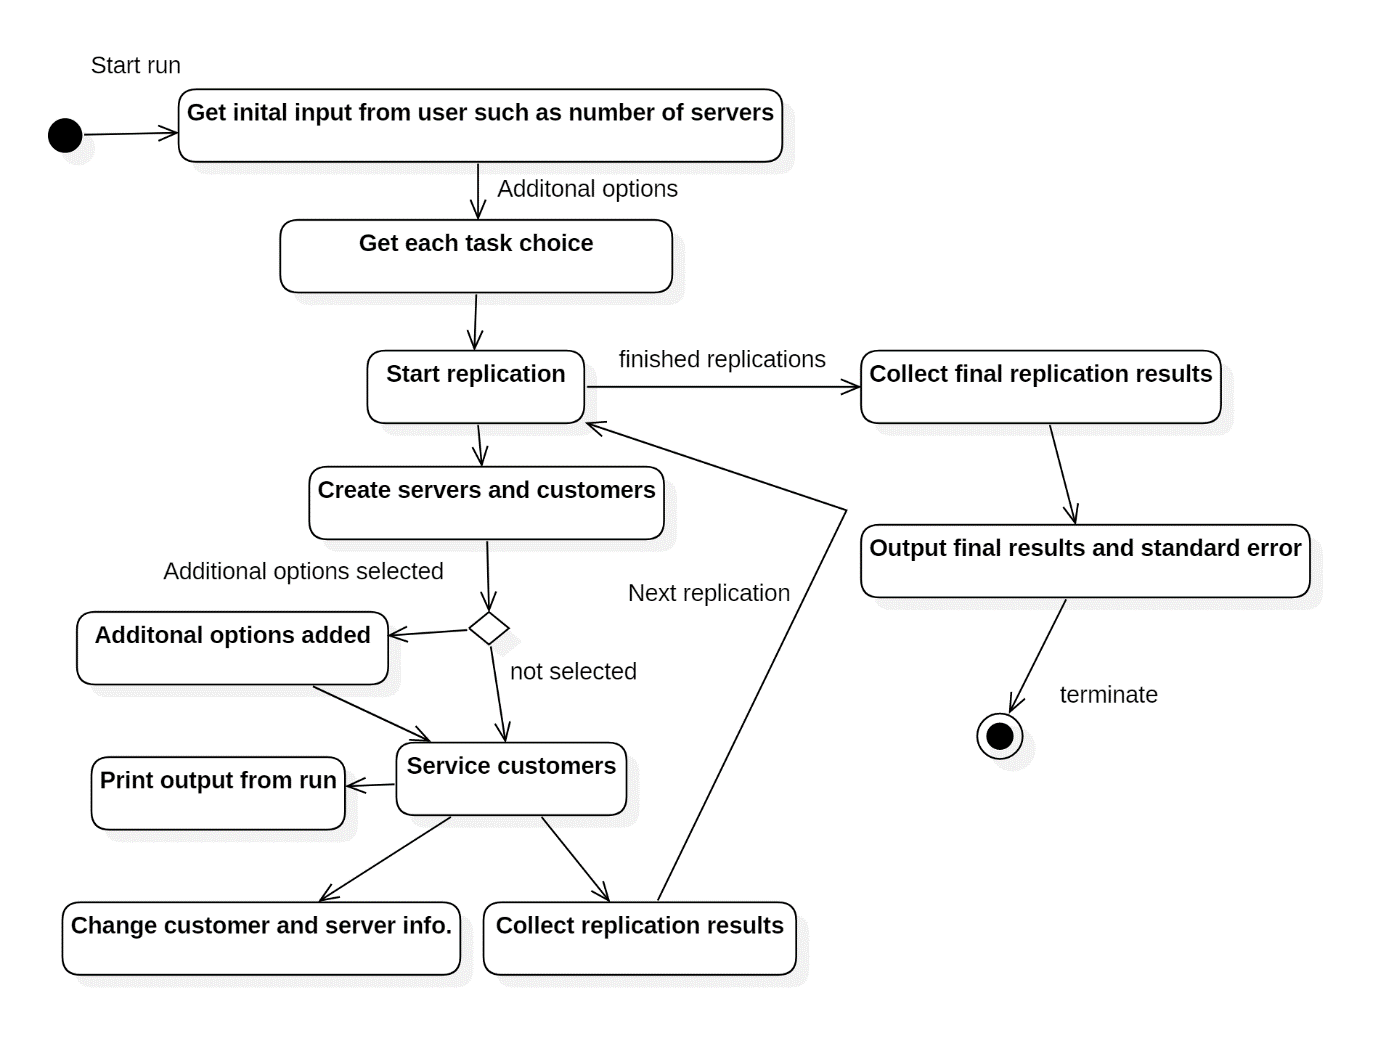 Start run
Get inital input from user such as number of servers
Additonal options
Get each task choice
Start replication
finished replications
Collect final replication results
Create servers and customers
Output final results and standard error
Additional options selected
Next replication
Additonal options added
not selected
terminate
Service customers
Print output from run
Change customer and server info.
Collect replication results